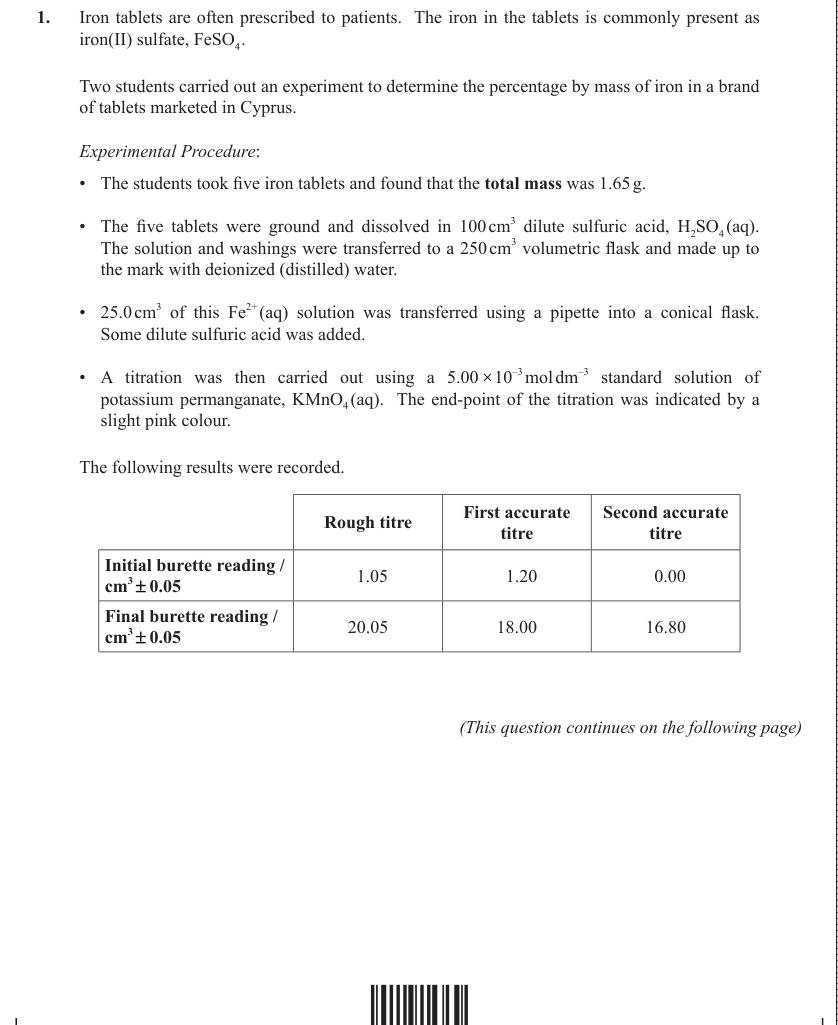 1. Iron tablets are often prescribed to patients. The iron in the tablets is commonly present as
iron(II) sulfate, FeSO₄.
Two students carried out an experiment to determine the percentage by mass of iron in a brand
of tablets marketed in Cyprus.
Experimental Procedure:
• The students took five iron tablets and found that the total mass was 1.65 g.
• The five tablets were ground and dissolved in 100 cm³ dilute sulfuric acid, H₂SO₄(aq).
The solution and washings were transferred to a 250 cm³ volumetric flask and made up to
the mark with deionized (distilled) water.
• 25.0 cm³ of this Fe²⁺(aq) solution was transferred using a pipette into a conical flask.
Some dilute sulfuric acid was added.
• A titration was then carried out using a 5.00 × 10⁻³ mol dm⁻³ standard solution of
potassium permanganate, KMnO₄(aq). The end-point of the titration was indicated by a
slight pink colour.
The following results were recorded.
Rough titre
First accurate
titre
Second accurate
titre
Initial burette reading /
cm³ ± 0.05
1.05
1.20
0.00
Final burette reading /
cm³ ± 0.05
20.05
18.00
16.80
(This question continues on the following page)